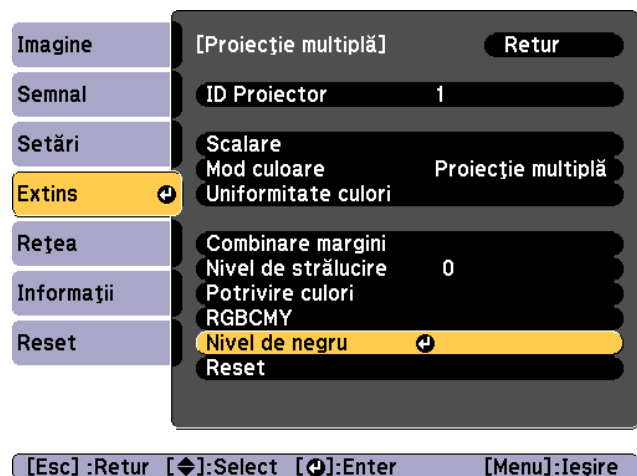 Imagine
Semnal
Setări
Extins
Reţea
Informaţii
Reset
[Proiecţie multiplă] Retur
ID Proiector 1
Scalare
Mod culoare Proiecţie multiplă
Uniformitate culori
Combinare margini
Nivel de strălucire 0
Potrivire culori
RGBCMY
Nivel de negru
Reset
[Esc] :Retur [◆]:Select [⏎]:Enter [Menu]:Ieşire